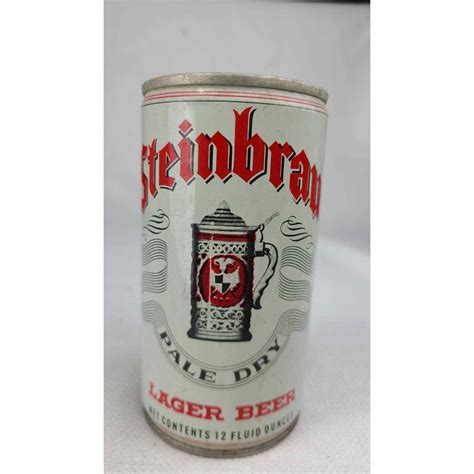 Steinbrau
PALE DRY
LAGER BEER
NET CONTENTS 12 FLUID OUNCES